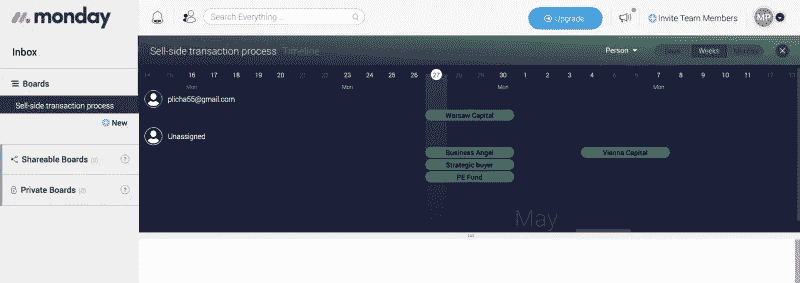 monday
Search Everything ...
Upgrade
Invite Team Members
MP
Inbox
Boards
Sell-side transaction process
New
Shareable Boards (0) ?
Private Boards (0) ?
Sell-side transaction process Timeline
Person
Days Weeks Months
14 15 16 17 18 19 20 21 22 23 24 25 26 27 28 29 30 1 2 3 4 5 6 7 8 9 10 11 12 13
Mon Mon Mon Mon
plicha55@gmail.com
Warsaw Capital
Unassigned
Business Angel Vienna Capital
Strategic buyer
PE Fund
May